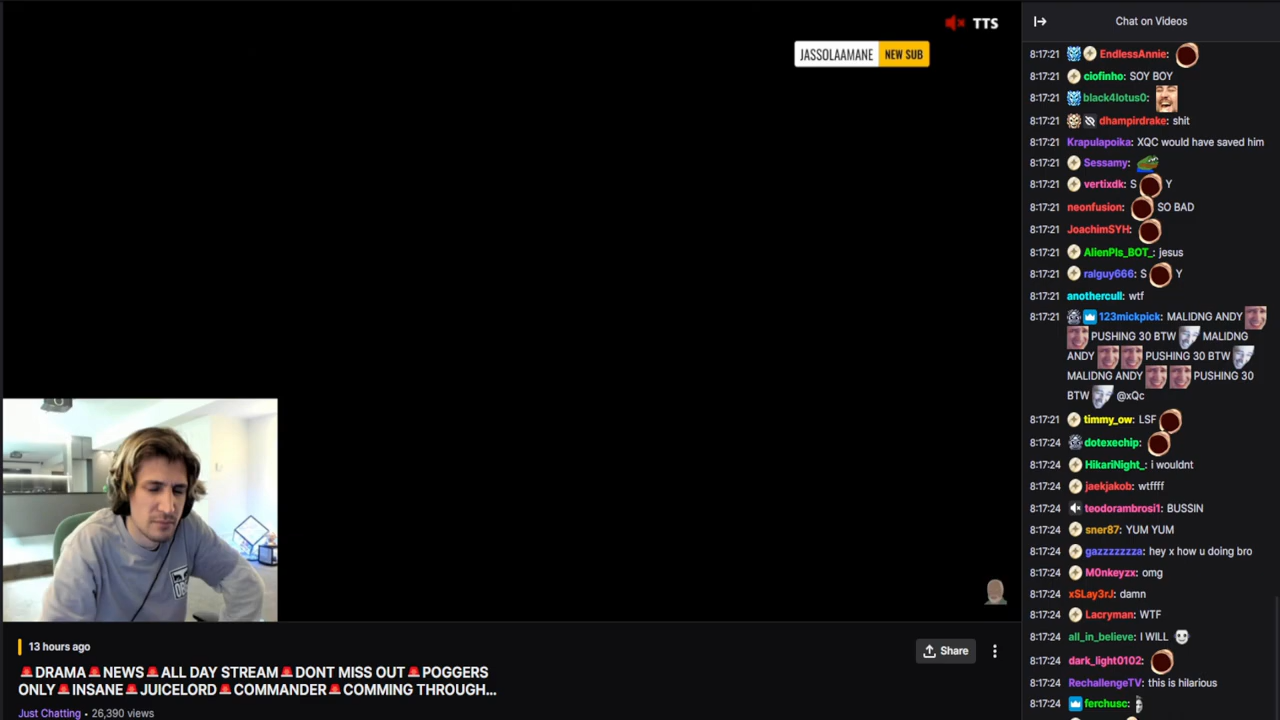 TTS
JASSOLAAMANE NEW SUB
13 hours ago
Share
DRAMA NEWS ALL DAY STREAM DONT MISS OUT POGGERS
ONLY INSANE JUICELORD COMMANDER COMMING THROUGH...
Just Chatting • 26,390 views
Chat on Videos
8:17:21 EndlessAnnie:
8:17:21 ciofinho: SOY BOY
8:17:21 black4lotus0:
8:17:21 dhampirdrake: shit
8:17:21 Krapulapoika: XQC would have saved him
8:17:21 Sessamy:
8:17:21 vertixdk: S Y
8:17:21 neonfusion: SO BAD
8:17:21 JoachimSYH:
8:17:21 AlienPls_BOT_: jesus
8:17:21 ralguy666: S Y
8:17:21 anothercull: wtf
8:17:21 123mickpick: MALIDNG ANDY
PUSHING 30 BTW MALIDNG
ANDY PUSHING 30 BTW
MALIDNG ANDY PUSHING 30
BTW @xQc
8:17:21 timmy_ow: LSF
8:17:24 dotexechip:
8:17:24 HikariNight_: i wouldnt
8:17:24 jaekjakob: wtffff
8:17:24 teodorambrosi1: BUSSIN
8:17:24 sner87: YUM YUM
8:17:24 gazzzzzzza: hey x how u doing bro
8:17:24 M0nkeyzx: omg
8:17:24 xSLay3rJ: damn
8:17:24 Lacryman: WTF
8:17:24 all_in_believe: I WILL
8:17:24 dark_light0102:
8:17:24 RechallengeTV: this is hilarious
8:17:24 ferchusc: